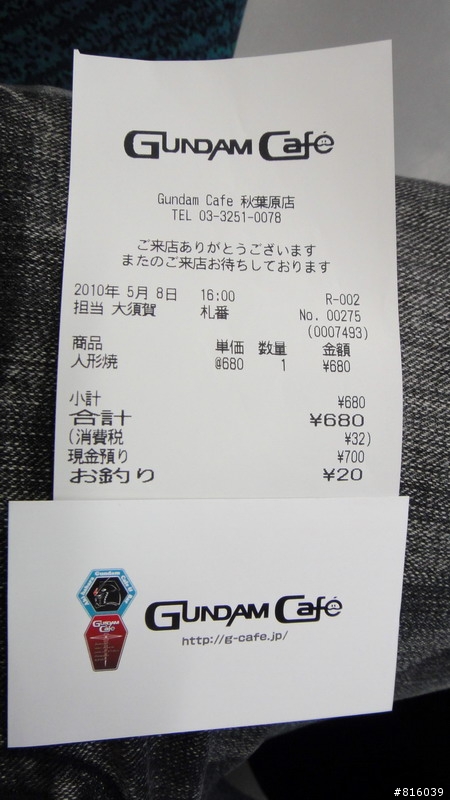 GUNDAM Café
Gundam Cafe 秋葉原店
TEL 03-3251-0078
ご来店ありがとうございます
またのご来店お待ちしております
2010年 5月 8日 16:00 R-002
担当 大須賀 札番 No. 00275
(0007493)
商品 単価 数量 金額
人形焼 @680 1 ¥680
小計 ¥680
合計 ¥680
(消費税 ¥32)
現金預り ¥700
お釣り ¥20
GUNDAM Café
GUNDAM Café
http://g-cafe.jp/
#816039